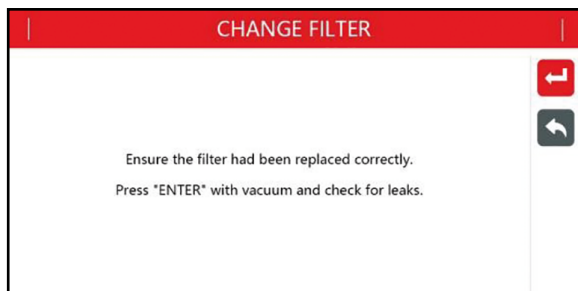 CHANGE FILTER
Ensure the filter had been replaced correctly.
Press "ENTER" with vacuum and check for leaks.